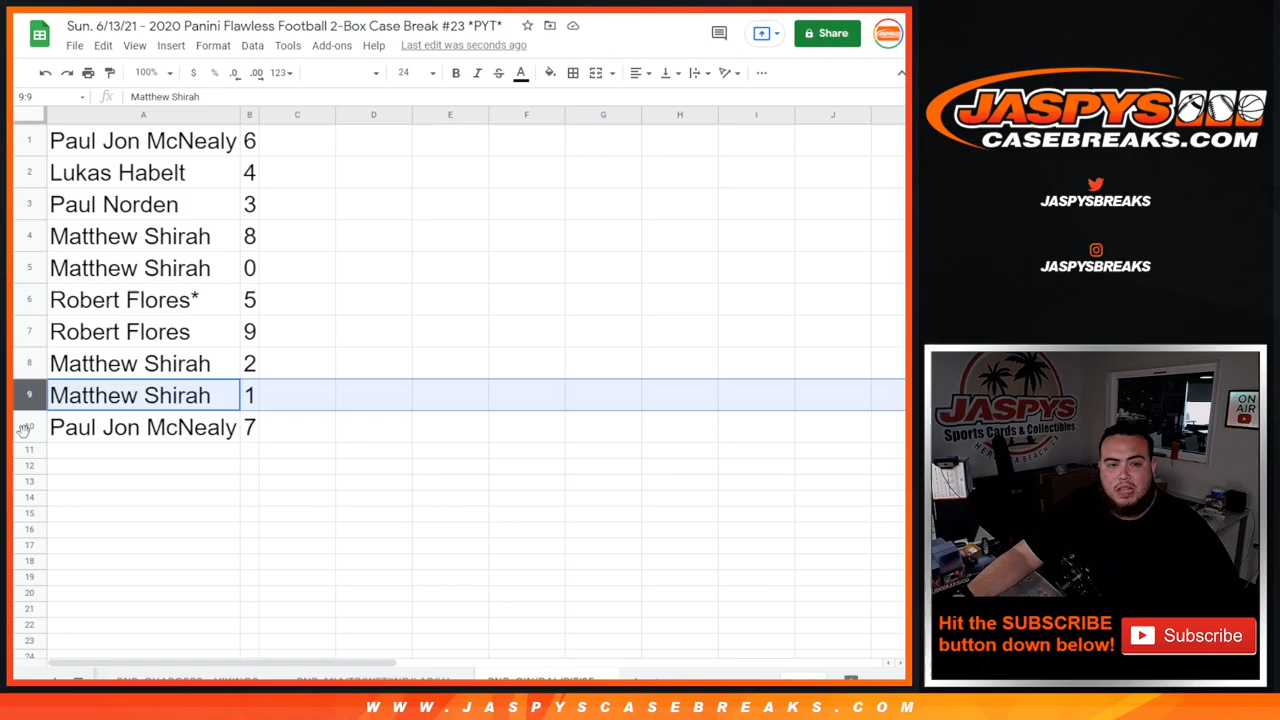 Sun. 6/13/21 - 2020 Panini Flawless Football 2-Box Case Break #23 *PYT*
File Edit View Insert Format Data Tools Add-ons Help Last edit was seconds ago
Share
100% $ % .0 .00 123 24 B I S A
9:9 fx Matthew Shirah
A B C D E F G H I J
1 Paul Jon McNealy 6
2 Lukas Habelt 4
3 Paul Norden 3
4 Matthew Shirah 8
5 Matthew Shirah 0
6 Robert Flores* 5
7 Robert Flores 9
8 Matthew Shirah 2
9 Matthew Shirah 1
Paul Jon McNealy 7
11
12
13
14
15
16
17
18
19
20
21
22
23
24
JASPYS
CASEBREAKS.COM
JASPYSBREAKS
JASPYSBREAKS
JASPYS
Sports Cards & Collectibles
ON
AIR
Hit the SUBSCRIBE
button down below!
Subscribe
WWW.JASPYSCASEBREAKS.COM